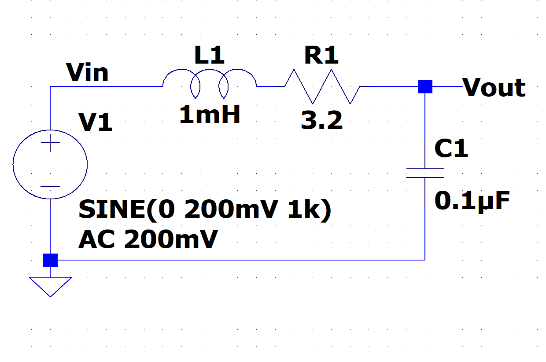 L1
R1
Vin
Vout
1mH
3.2
V1
C1
0.1µF
SINE(0 200mV 1k)
AC 200mV